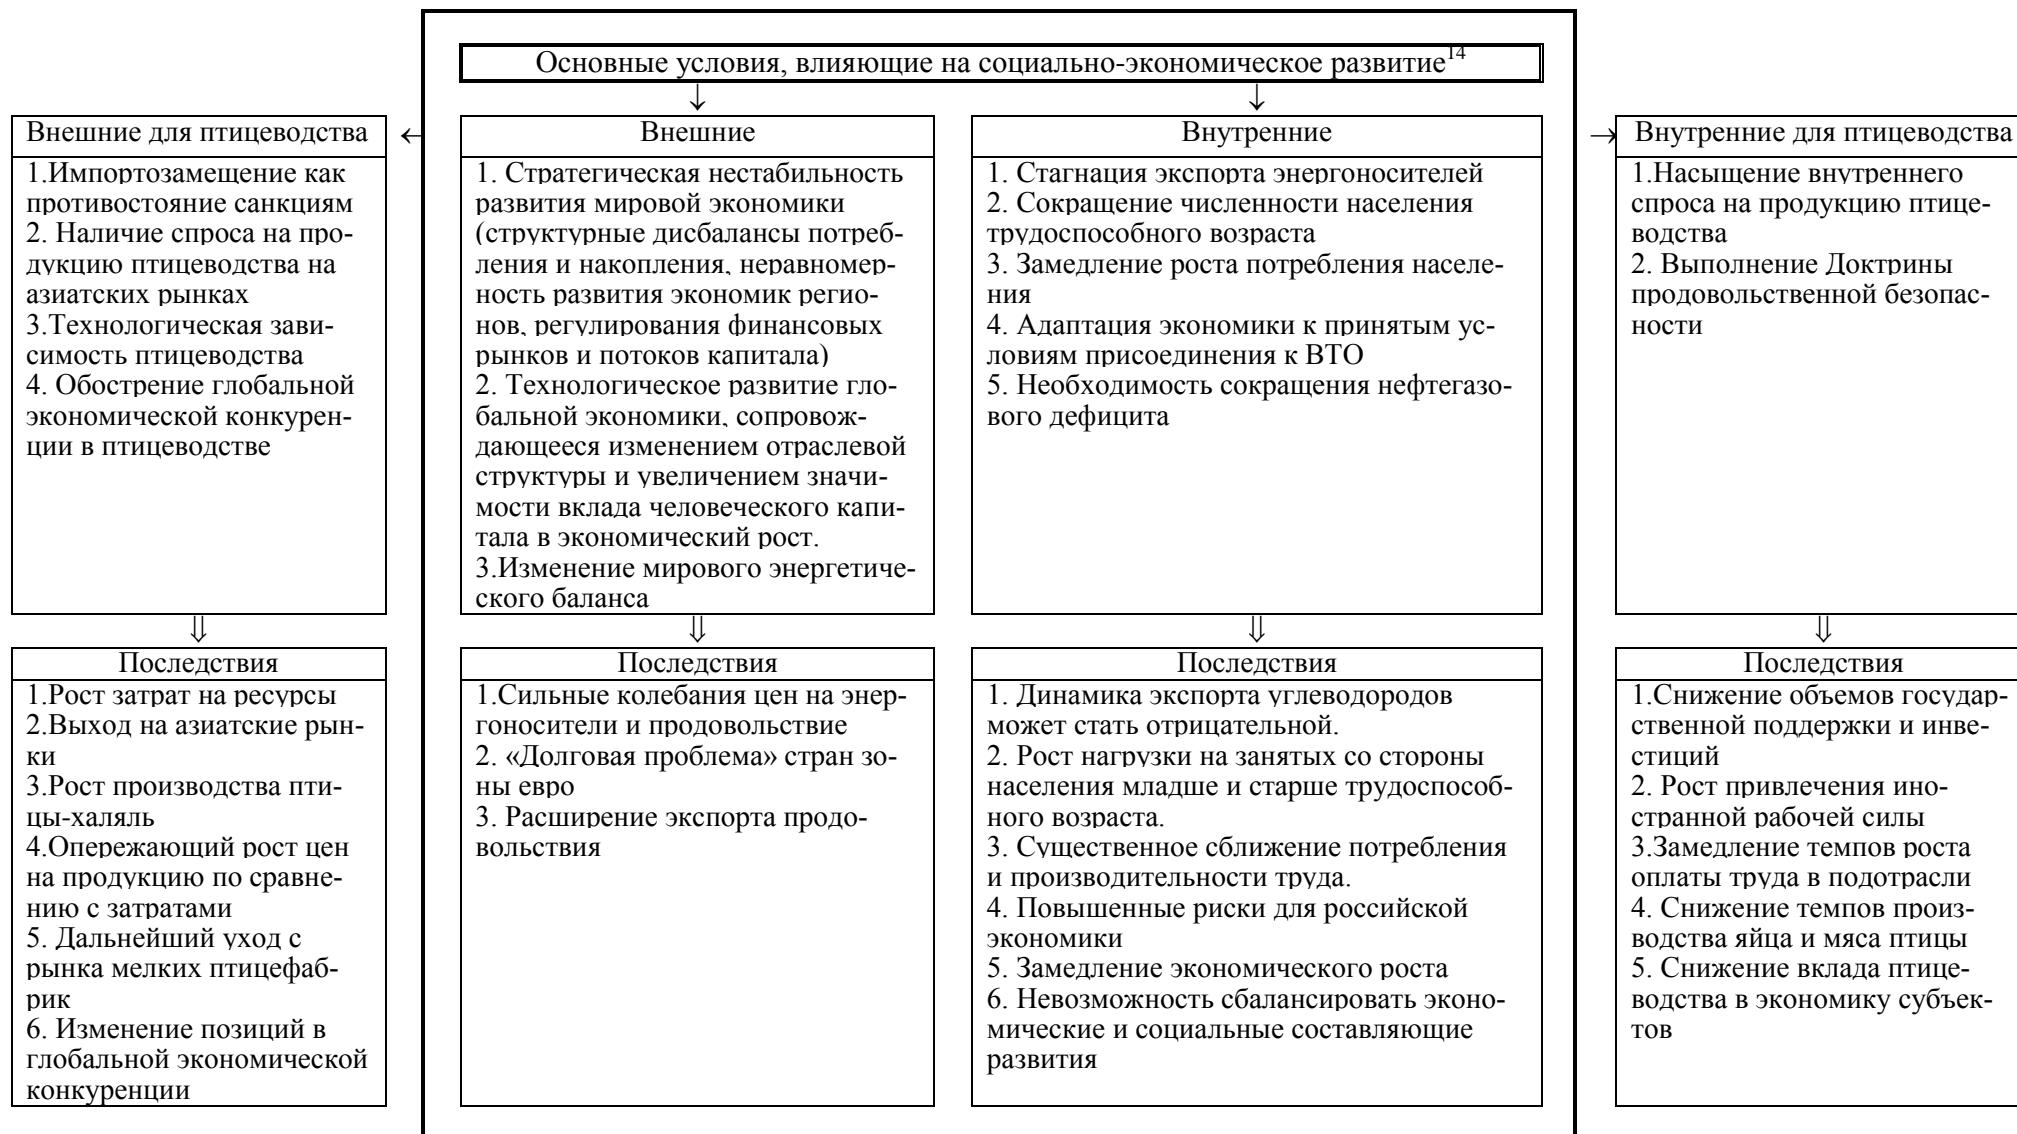 Основные условия, влияющие на социально-экономическое развитие14
↓
↓
Внешние для птицеводства
←
1.Импортозамещение как
противостояние санкциям
2. Наличие спроса на про-
дукцию птицеводства на
азиатских рынках
3.Технологическая зави-
симость птицеводства
4. Обострение глобальной
экономической конкурен-
ции в птицеводстве
Внешние
1. Стратегическая нестабильность
развития мировой экономики
(структурные дисбалансы потреб-
ления и накопления, неравномер-
ность развития экономик регио-
нов, регулирования финансовых
рынков и потоков капитала)
2. Технологическое развитие гло-
бальной экономики, сопровож-
дающееся изменением отраслевой
структуры и увеличением значи-
мости вклада человеческого капи-
тала в экономический рост.
3.Изменение мирового энергетиче-
ского баланса
Внутренние
1. Стагнация экспорта энергоносителей
2. Сокращение численности населения
трудоспособного возраста
3. Замедление роста потребления населе-
ния
4. Адаптация экономики к принятым ус-
ловиям присоединения к ВТО
5. Необходимость сокращения нефтегазо-
вого дефицита
→
Внутренние для птицеводства
1.Насыщение внутреннего
спроса на продукцию птице-
водства
2. Выполнение Доктрины
продовольственной безопас-
ности
⇓
⇓
⇓
⇓
Последствия
1.Рост затрат на ресурсы
2.Выход на азиатские рын-
ки
3.Рост производства пти-
цы-халяль
4.Опережающий рост цен
на продукцию по сравне-
нию с затратами
5. Дальнейший уход с
рынка мелких птицефаб-
рик
6. Изменение позиций в
глобальной экономической
конкуренции
Последствия
1.Сильные колебания цен на энер-
гоносители и продовольствие
2. «Долговая проблема» стран зо-
ны евро
3. Расширение экспорта продо-
вольствия
Последствия
1. Динамика экспорта углеводородов
может стать отрицательной.
2. Рост нагрузки на занятых со стороны
населения младше и старше трудоспособ-
ного возраста.
3. Существенное сближение потребления
и производительности труда.
4. Повышенные риски для российской
экономики
5. Замедление экономического роста
6. Невозможность сбалансировать эконо-
мические и социальные составляющие
развития
Последствия
1.Снижение объемов государ-
ственной поддержки и инве-
стиций
2. Рост привлечения ино-
странной рабочей силы
3.Замедление темпов роста
оплаты труда в подотрасли
4. Снижение темпов произ-
водства яйца и мяса птицы
5. Снижение вклада птице-
водства в экономику субъек-
тов